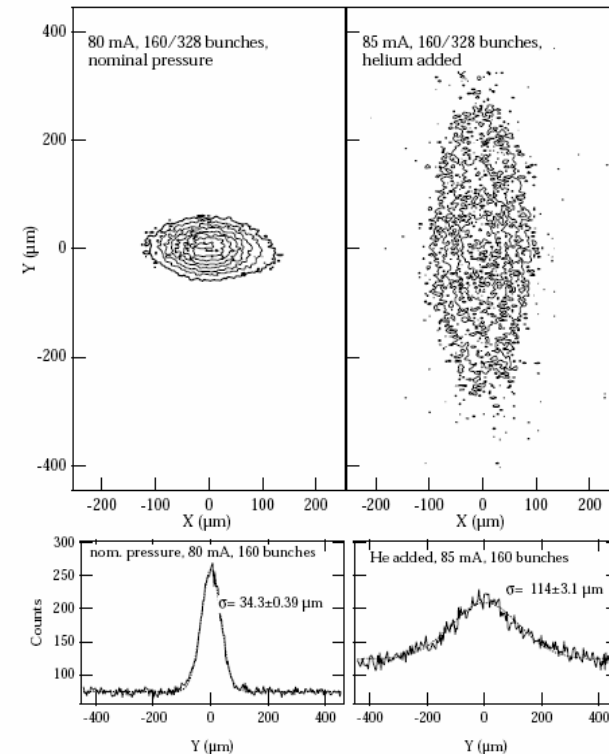 80 mA, 160/328 bunches,
nominal pressure
85 mA, 160/328 bunches,
helium added
400
200
0
-200
-400
Y (µm)
-200 -100 0 100 200
X (µm)
-200 -100 0 100 200
X (µm)
nom. pressure, 80 mA, 160 bunches
σ= 34.3±0.39 µm
300
250
200
150
100
Counts
-400 -200 0 200 400
Y (µm)
He added, 85 mA, 160 bunches
σ= 114±3.1 µm
-400 -200 0 200 400
Y (µm)